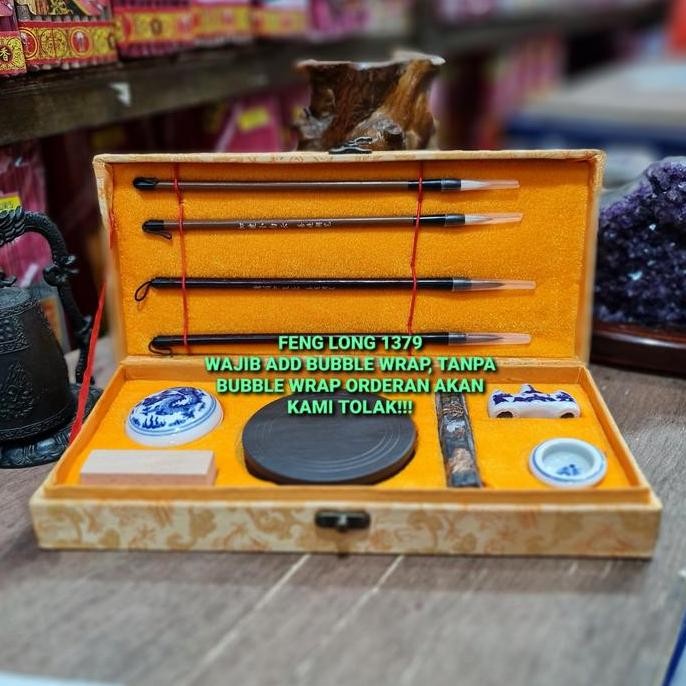 FENG LONG 1379
WAJIB ADD BUBBLE WRAP, TANPA
BUBBLE WRAP ORDERAN AKAN
KAMI TOLAK!!!